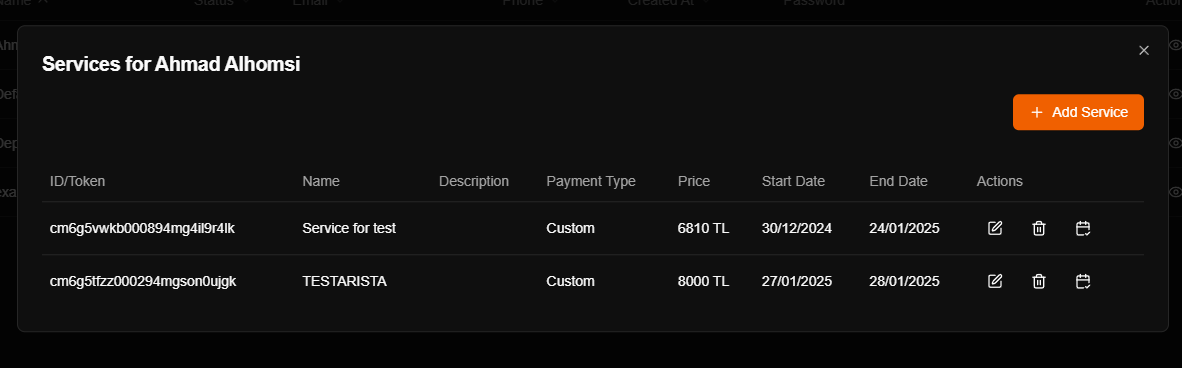 Name Status Email Phone Created At Password
Services for Ahmad Alhomsi
Add Service
ID/Token Name Description Payment Type Price Start Date End Date Actions
cm6g5vwkb000894mg4il9r4lk Service for test Custom 6810 TL 30/12/2024 24/01/2025
cm6g5tfzz000294mgson0ujgk TESTARISTA Custom 8000 TL 27/01/2025 28/01/2025